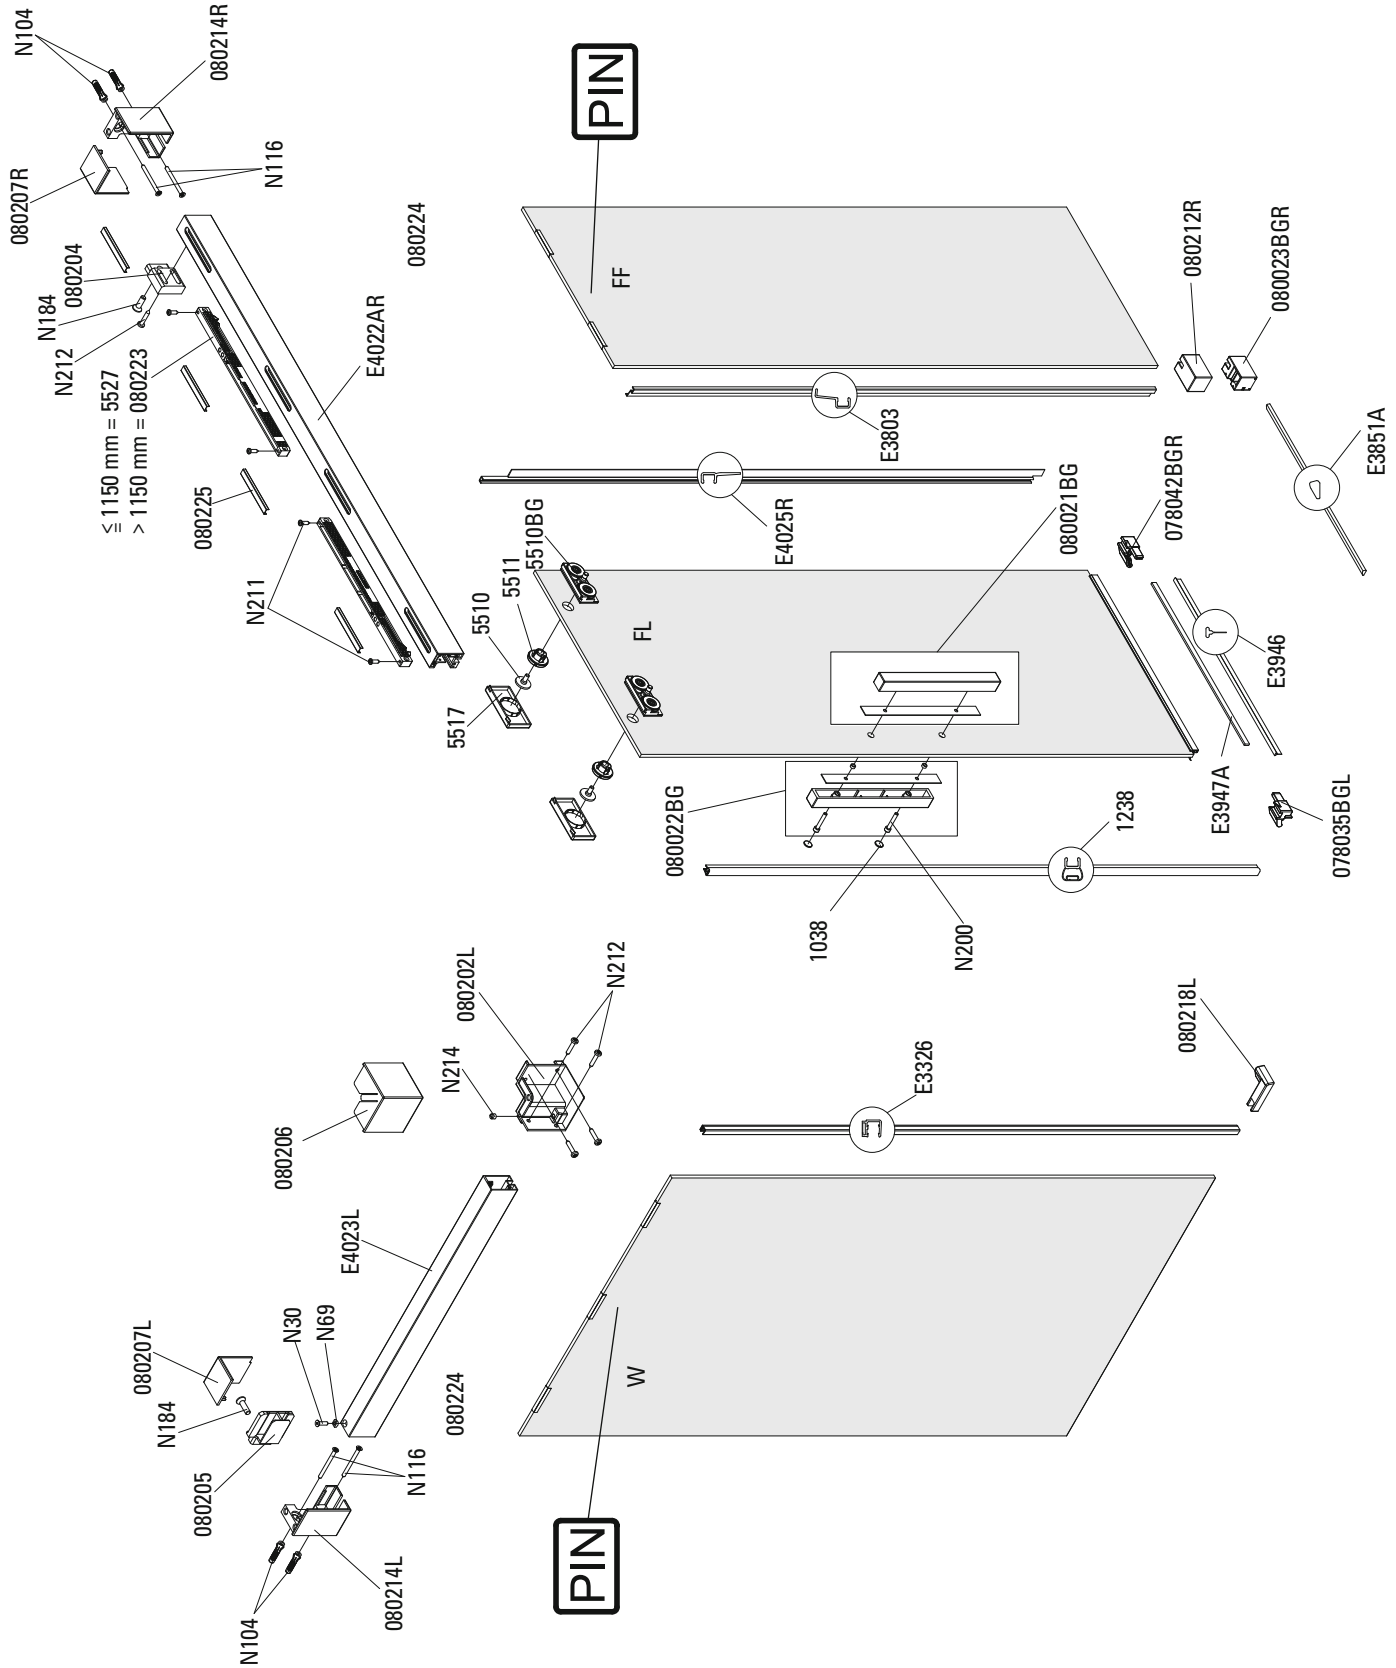 N104
080214R
080207R
N116
080204
N184
N212
≤ 1150 mm = 5527
> 1150 mm = 080223
080224
E4022AR
080225
N211
PIN
FF
080212R
080023BGR
E3803
E3851A
E4025R
080021BG
078042BGR
5510BG
5511
5510
5517
FL
E3946
E3947A
080022BG
1238
078035BGL
1038
N200
080202L
N212
N214
080206
080218L
E3326
E4023L
N30
N69
080207L
N184
080224
080205
N116
W
PIN
080214L
N104